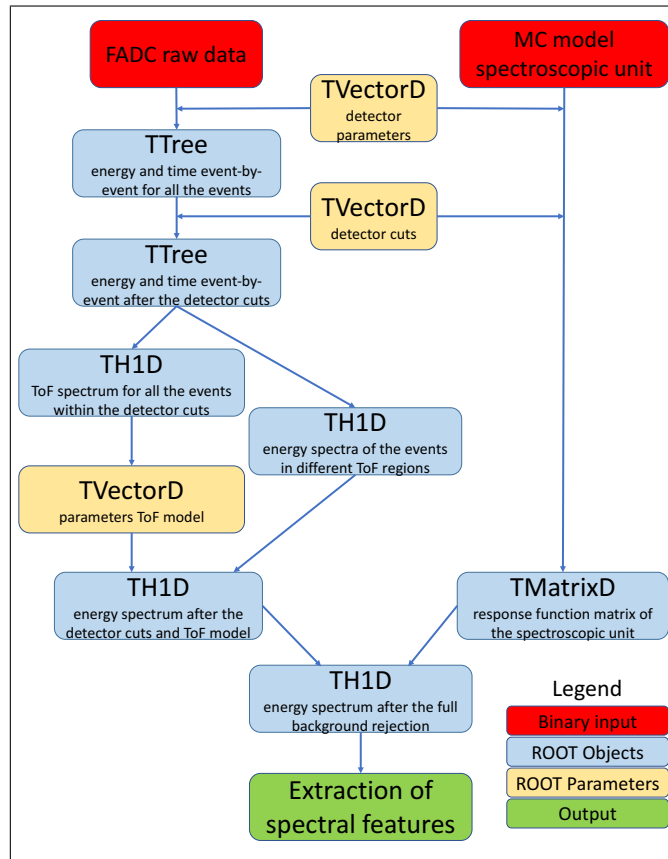 FADC raw data
MC model
spectroscopic unit
TVectorD
detector
parameters
TTree
energy and time event-by-
event for all the events
TVectorD
detector cuts
TTree
energy and time event-by-
event after the detector cuts
TH1D
ToF spectrum for all the events
within the detector cuts
TH1D
energy spectra of the events
in different ToF regions
TVectorD
parameters ToF model
TH1D
energy spectrum after the
detector cuts and ToF model
TMatrixD
response function matrix of
the spectroscopic unit
TH1D
energy spectrum after the full
background rejection
Extraction of
spectral features
Legend
Binary input
ROOT Objects
ROOT Parameters
Output